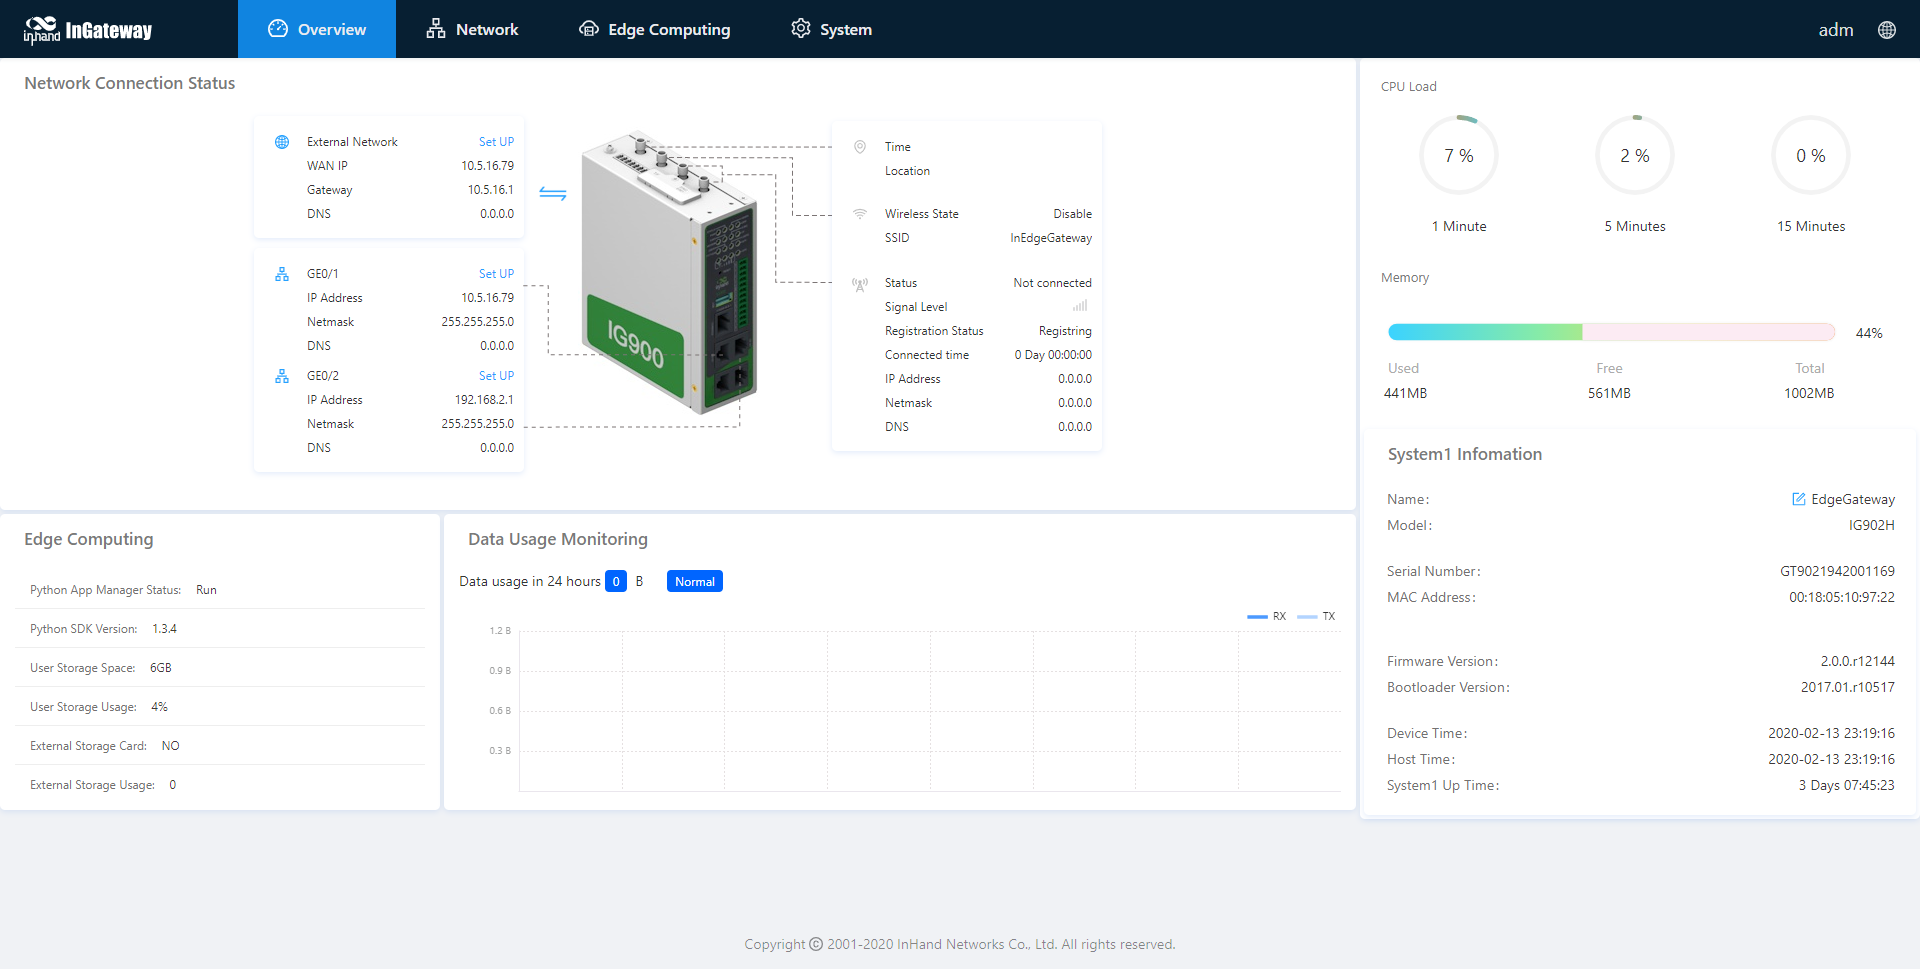 inhand InGateway
Overview
Network
Edge Computing
System
adm
Network Connection Status
External Network Set UP
WAN IP 10.5.16.79
Gateway 10.5.16.1
DNS 0.0.0.0
GE0/1 Set UP
IP Address 10.5.16.79
Netmask 255.255.255.0
DNS 0.0.0.0
GE0/2 Set UP
IP Address 192.168.2.1
Netmask 255.255.255.0
DNS 0.0.0.0
IG900
Time
Location
Wireless State Disable
SSID InEdgeGateway
Status Not connected
Signal Level
Registration Status Registring
Connected time 0 Day 00:00:00
IP Address 0.0.0.0
Netmask 0.0.0.0
DNS 0.0.0.0
CPU Load
7 % 2 % 0 %
1 Minute 5 Minutes 15 Minutes
Memory
44%
Used Free Total
441MB 561MB 1002MB
System1 Infomation
Name: EdgeGateway
Model: IG902H
Serial Number: GT9021942001169
MAC Address: 00:18:05:10:97:22
Firmware Version: 2.0.0.r12144
Bootloader Version: 2017.01.r10517
Device Time: 2020-02-13 23:19:16
Host Time: 2020-02-13 23:19:16
System1 Up Time: 3 Days 07:45:23
Edge Computing
Python App Manager Status: Run
Python SDK Version: 1.3.4
User Storage Space: 6GB
User Storage Usage: 4%
External Storage Card: NO
External Storage Usage: 0
Data Usage Monitoring
Data usage in 24 hours 0 B Normal
RX TX
1.2 B
0.9 B
0.6 B
0.3 B
Copyright © 2001-2020 InHand Networks Co., Ltd. All rights reserved.